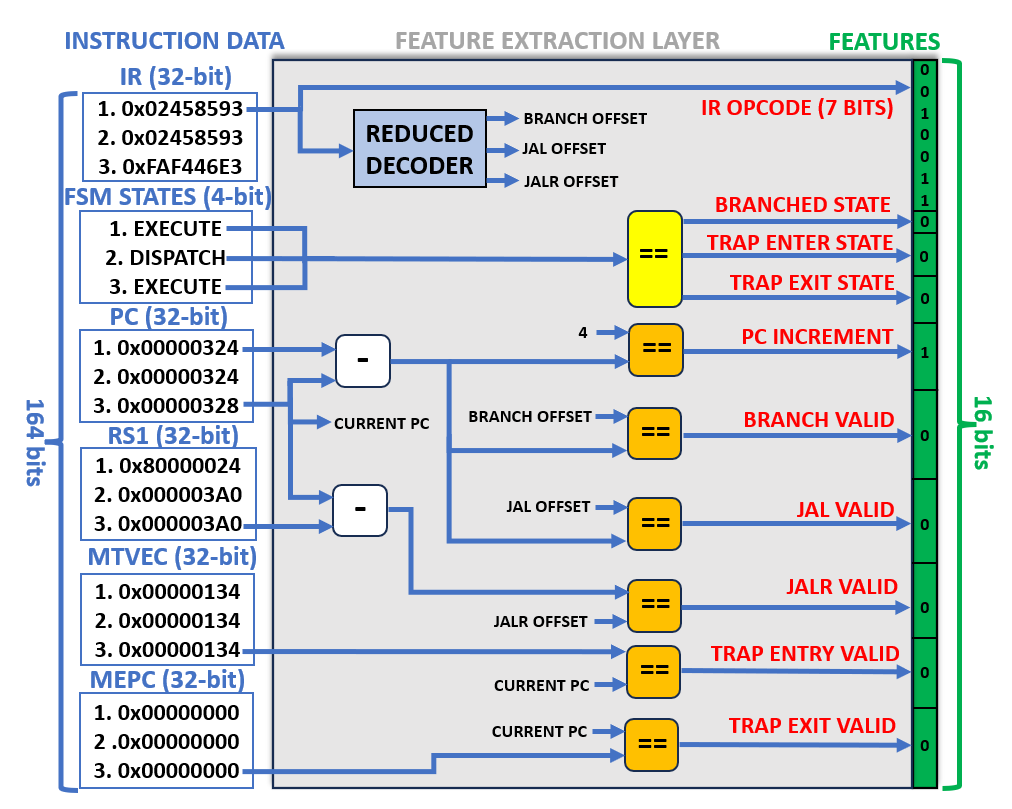 INSTRUCTION DATA
FEATURE EXTRACTION LAYER
FEATURES
IR (32-bit)
1. 0x02458593
2. 0x02458593
3. 0xFAF446E3
FSM STATES (4-bit)
1. EXECUTE
2. DISPATCH
3. EXECUTE
PC (32-bit)
1. 0x00000324
2. 0x00000324
3. 0x00000328
RS1 (32-bit)
1. 0x80000024
2. 0x000003A0
3. 0x000003A0
MTVEC (32-bit)
1. 0x00000134
2. 0x00000134
3. 0x00000134
MEPC (32-bit)
1. 0x00000000
2 .0x00000000
3. 0x00000000
164 bits
REDUCED
DECODER
BRANCH OFFSET
JAL OFFSET
JALR OFFSET
==
-
CURRENT PC
-
4
==
BRANCH OFFSET
==
JAL OFFSET
==
JALR OFFSET
==
CURRENT PC
==
CURRENT PC
==
IR OPCODE (7 BITS)
BRANCHED STATE
TRAP ENTER STATE
TRAP EXIT STATE
PC INCREMENT
BRANCH VALID
JAL VALID
JALR VALID
TRAP ENTRY VALID
TRAP EXIT VALID
0
0
1
0
0
1
1
0
0
0
1
0
0
0
0
0
16 bits